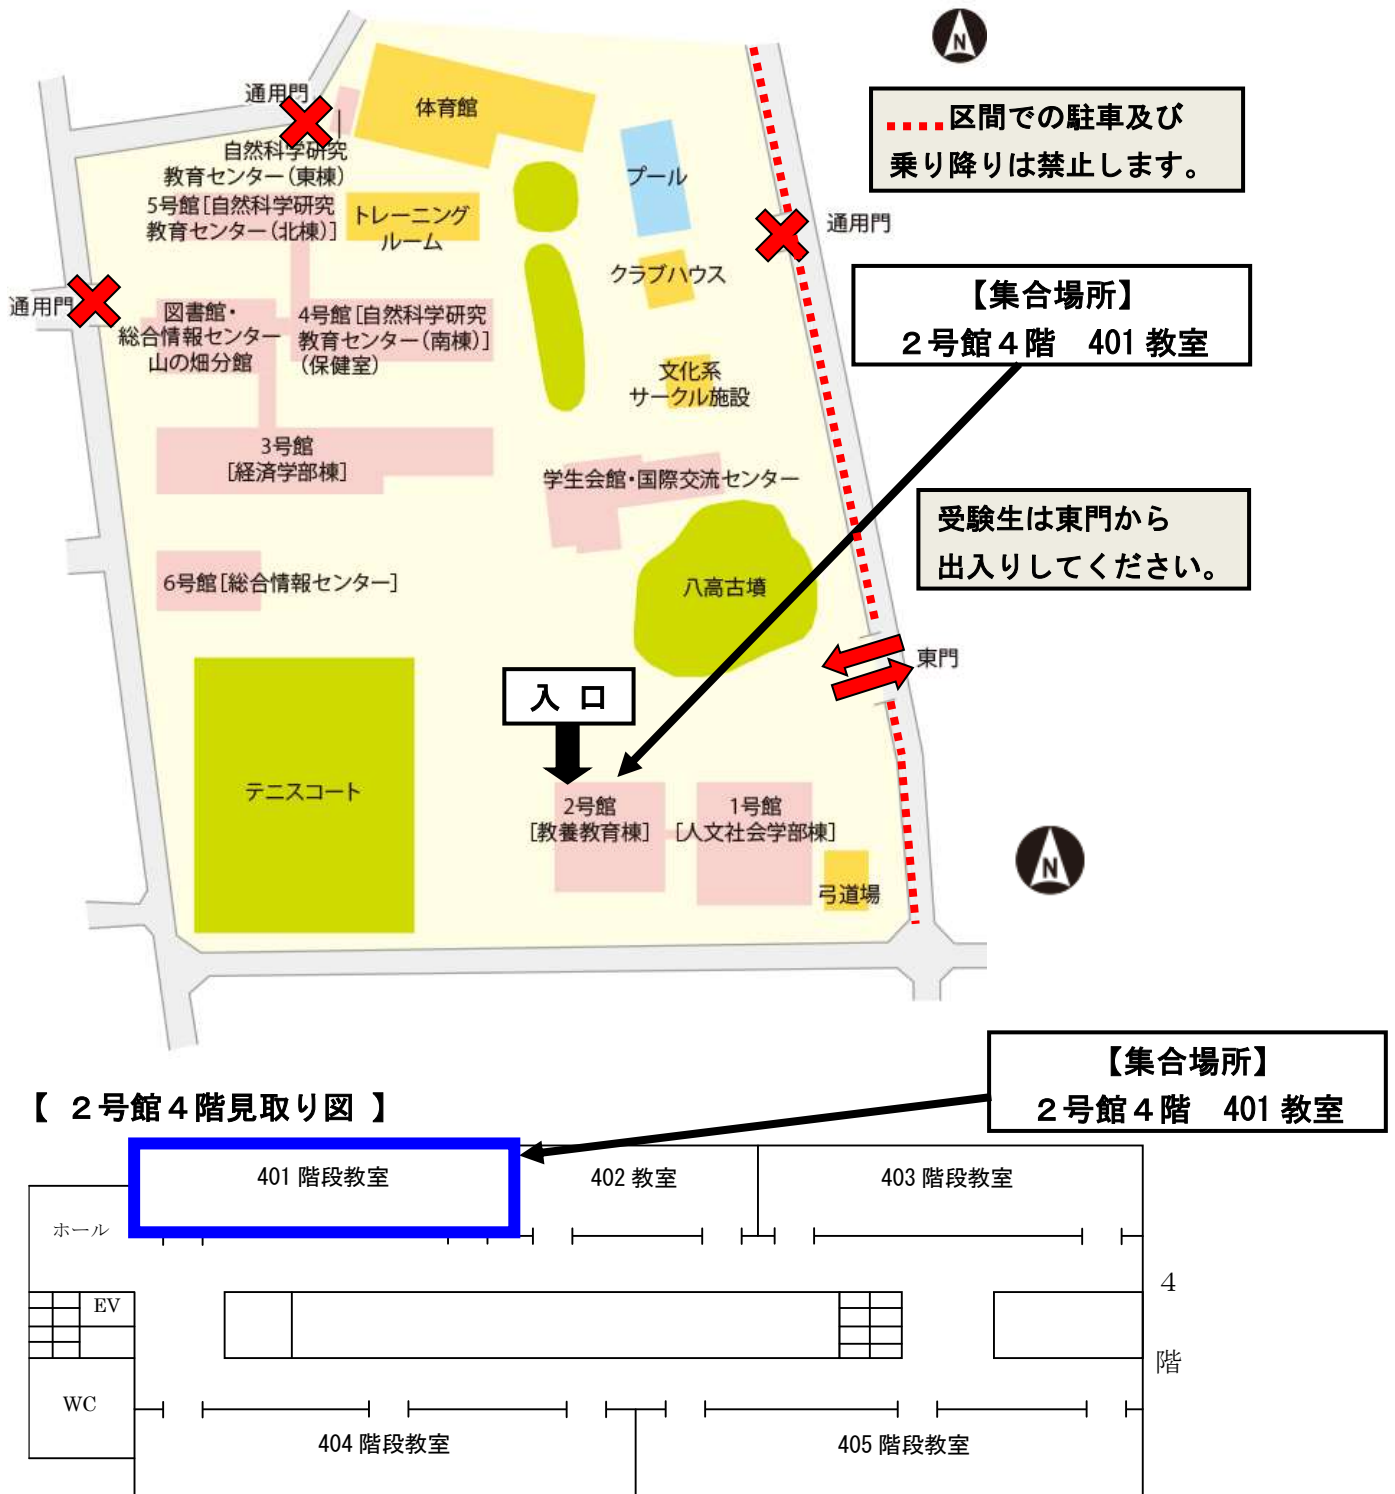 N
通用門
体育館
自然科学研究
教育センター(東棟)
5号館[自然科学研究
教育センター(北棟)]
トレーニング
ルーム
プール
‥‥‥区間での駐車及び
乗り降りは禁止します。
通用門
クラブハウス
通用門
図書館・
総合情報センター
山の畑分館
4号館[自然科学研究
教育センター(南棟)]
(保健室)
【集合場所】
２号館４階　401教室
文化系
サークル施設
3号館
[経済学部棟]
学生会館・国際交流センター
受験生は東門から
出入りしてください。
6号館[総合情報センター]
八高古墳
東門
入 口
テニスコート
2号館
[教養教育棟]
1号館
[人文社会学部棟]
弓道場
N
【集合場所】
２号館４階　401教室
【 ２号館４階見取り図 】
401 階段教室
402 教室
403 階段教室
ホール
EV
4
階
WC
404 階段教室
405 階段教室